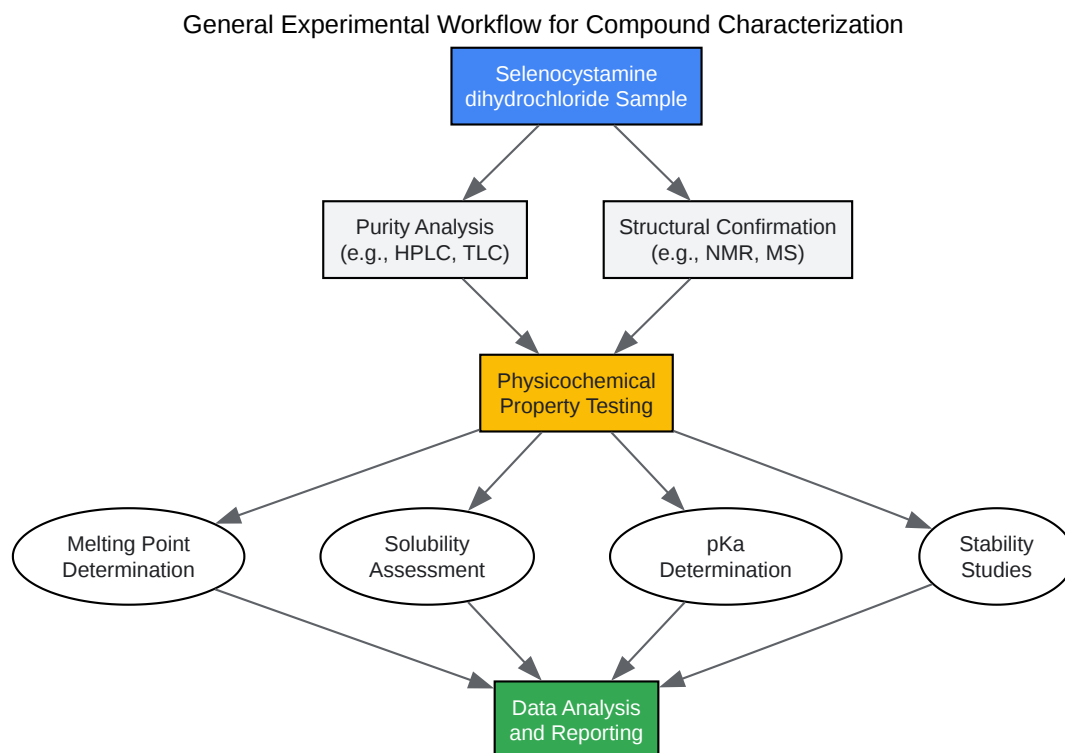 General Experimental Workflow for Compound Characterization
Selenocystamine
dihydrochloride Sample
Purity Analysis
(e.g., HPLC, TLC)
Structural Confirmation
(e.g., NMR, MS)
Physicochemical
Property Testing
Melting Point
Determination
Solubility
Assessment
pKa
Determination
Stability
Studies
Data Analysis
and Reporting